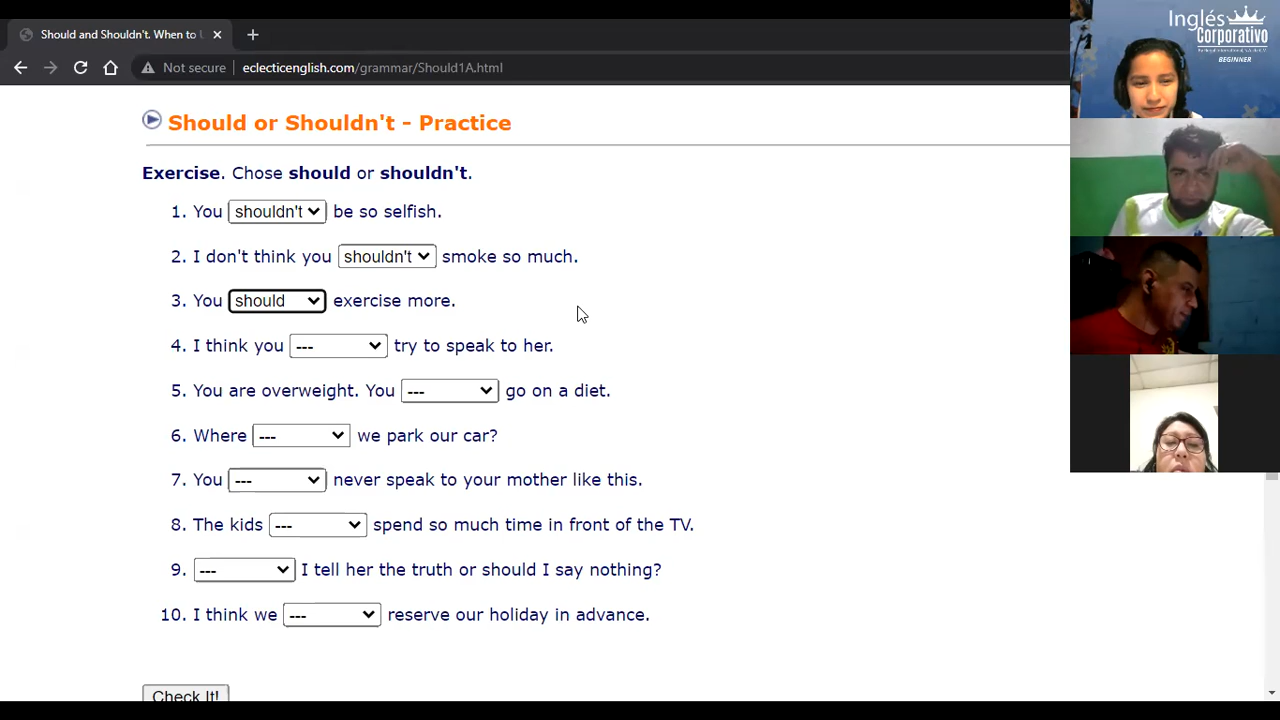 Should and Shouldn't. When to U
Not secure eclecticenglish.com/grammar/Should1A.html
Inglés
Corporativo
BEGINNER
Should or Shouldn't - Practice
Exercise. Chose should or shouldn't.
1. You shouldn't be so selfish.
2. I don't think you shouldn't smoke so much.
3. You should exercise more.
4. I think you --- try to speak to her.
5. You are overweight. You --- go on a diet.
6. Where --- we park our car?
7. You --- never speak to your mother like this.
8. The kids --- spend so much time in front of the TV.
9. --- I tell her the truth or should I say nothing?
10. I think we --- reserve our holiday in advance.
Check It!